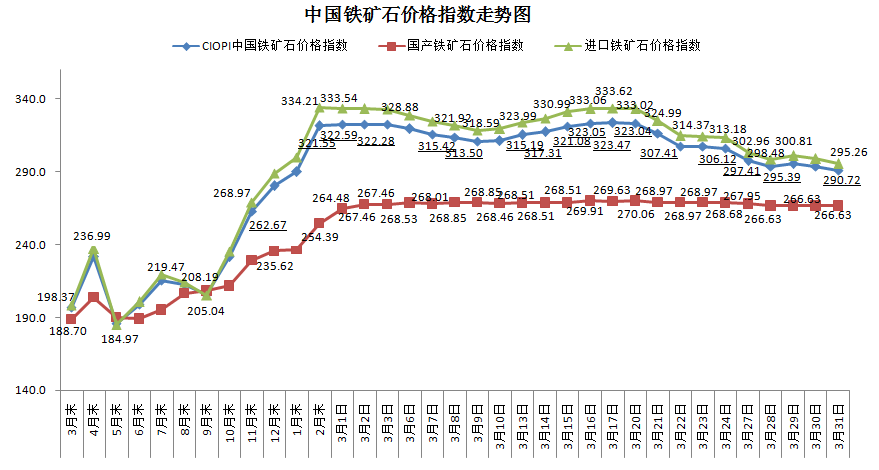 中国铁矿石价格指数走势图
CIOPI中国铁矿石价格指数 国产铁矿石价格指数 进口铁矿石价格指数
340.0
290.0
240.0
190.0
140.0
198.37
188.70
236.99
184.97
219.47
208.19
205.04
268.97
262.67
235.62
334.21
321.55
254.39
333.54
322.59
264.48
267.46
322.28
267.46
328.88
268.53
315.42
268.01
321.92
313.50
268.85
318.59
268.85
268.46
323.99
315.19
268.51
330.99
317.31
268.51
268.51
321.08
333.06
323.05
269.91
333.62
323.47
269.63
333.02
323.04
270.06
324.99
307.41
268.97
314.37
268.97
268.97
313.18
306.12
268.68
302.96
297.41
267.95
298.48
295.39
266.63
300.81
266.63
295.26
290.72
266.63
3月末
4月末
5月末
6月末
7月末
8月末
9月末
10月末
11月末
12月末
1月末
2月末
3月1日
3月2日
3月3日
3月6日
3月7日
3月8日
3月9日
3月10日
3月13日
3月14日
3月15日
3月16日
3月17日
3月20日
3月21日
3月22日
3月23日
3月24日
3月27日
3月28日
3月29日
3月30日
3月31日